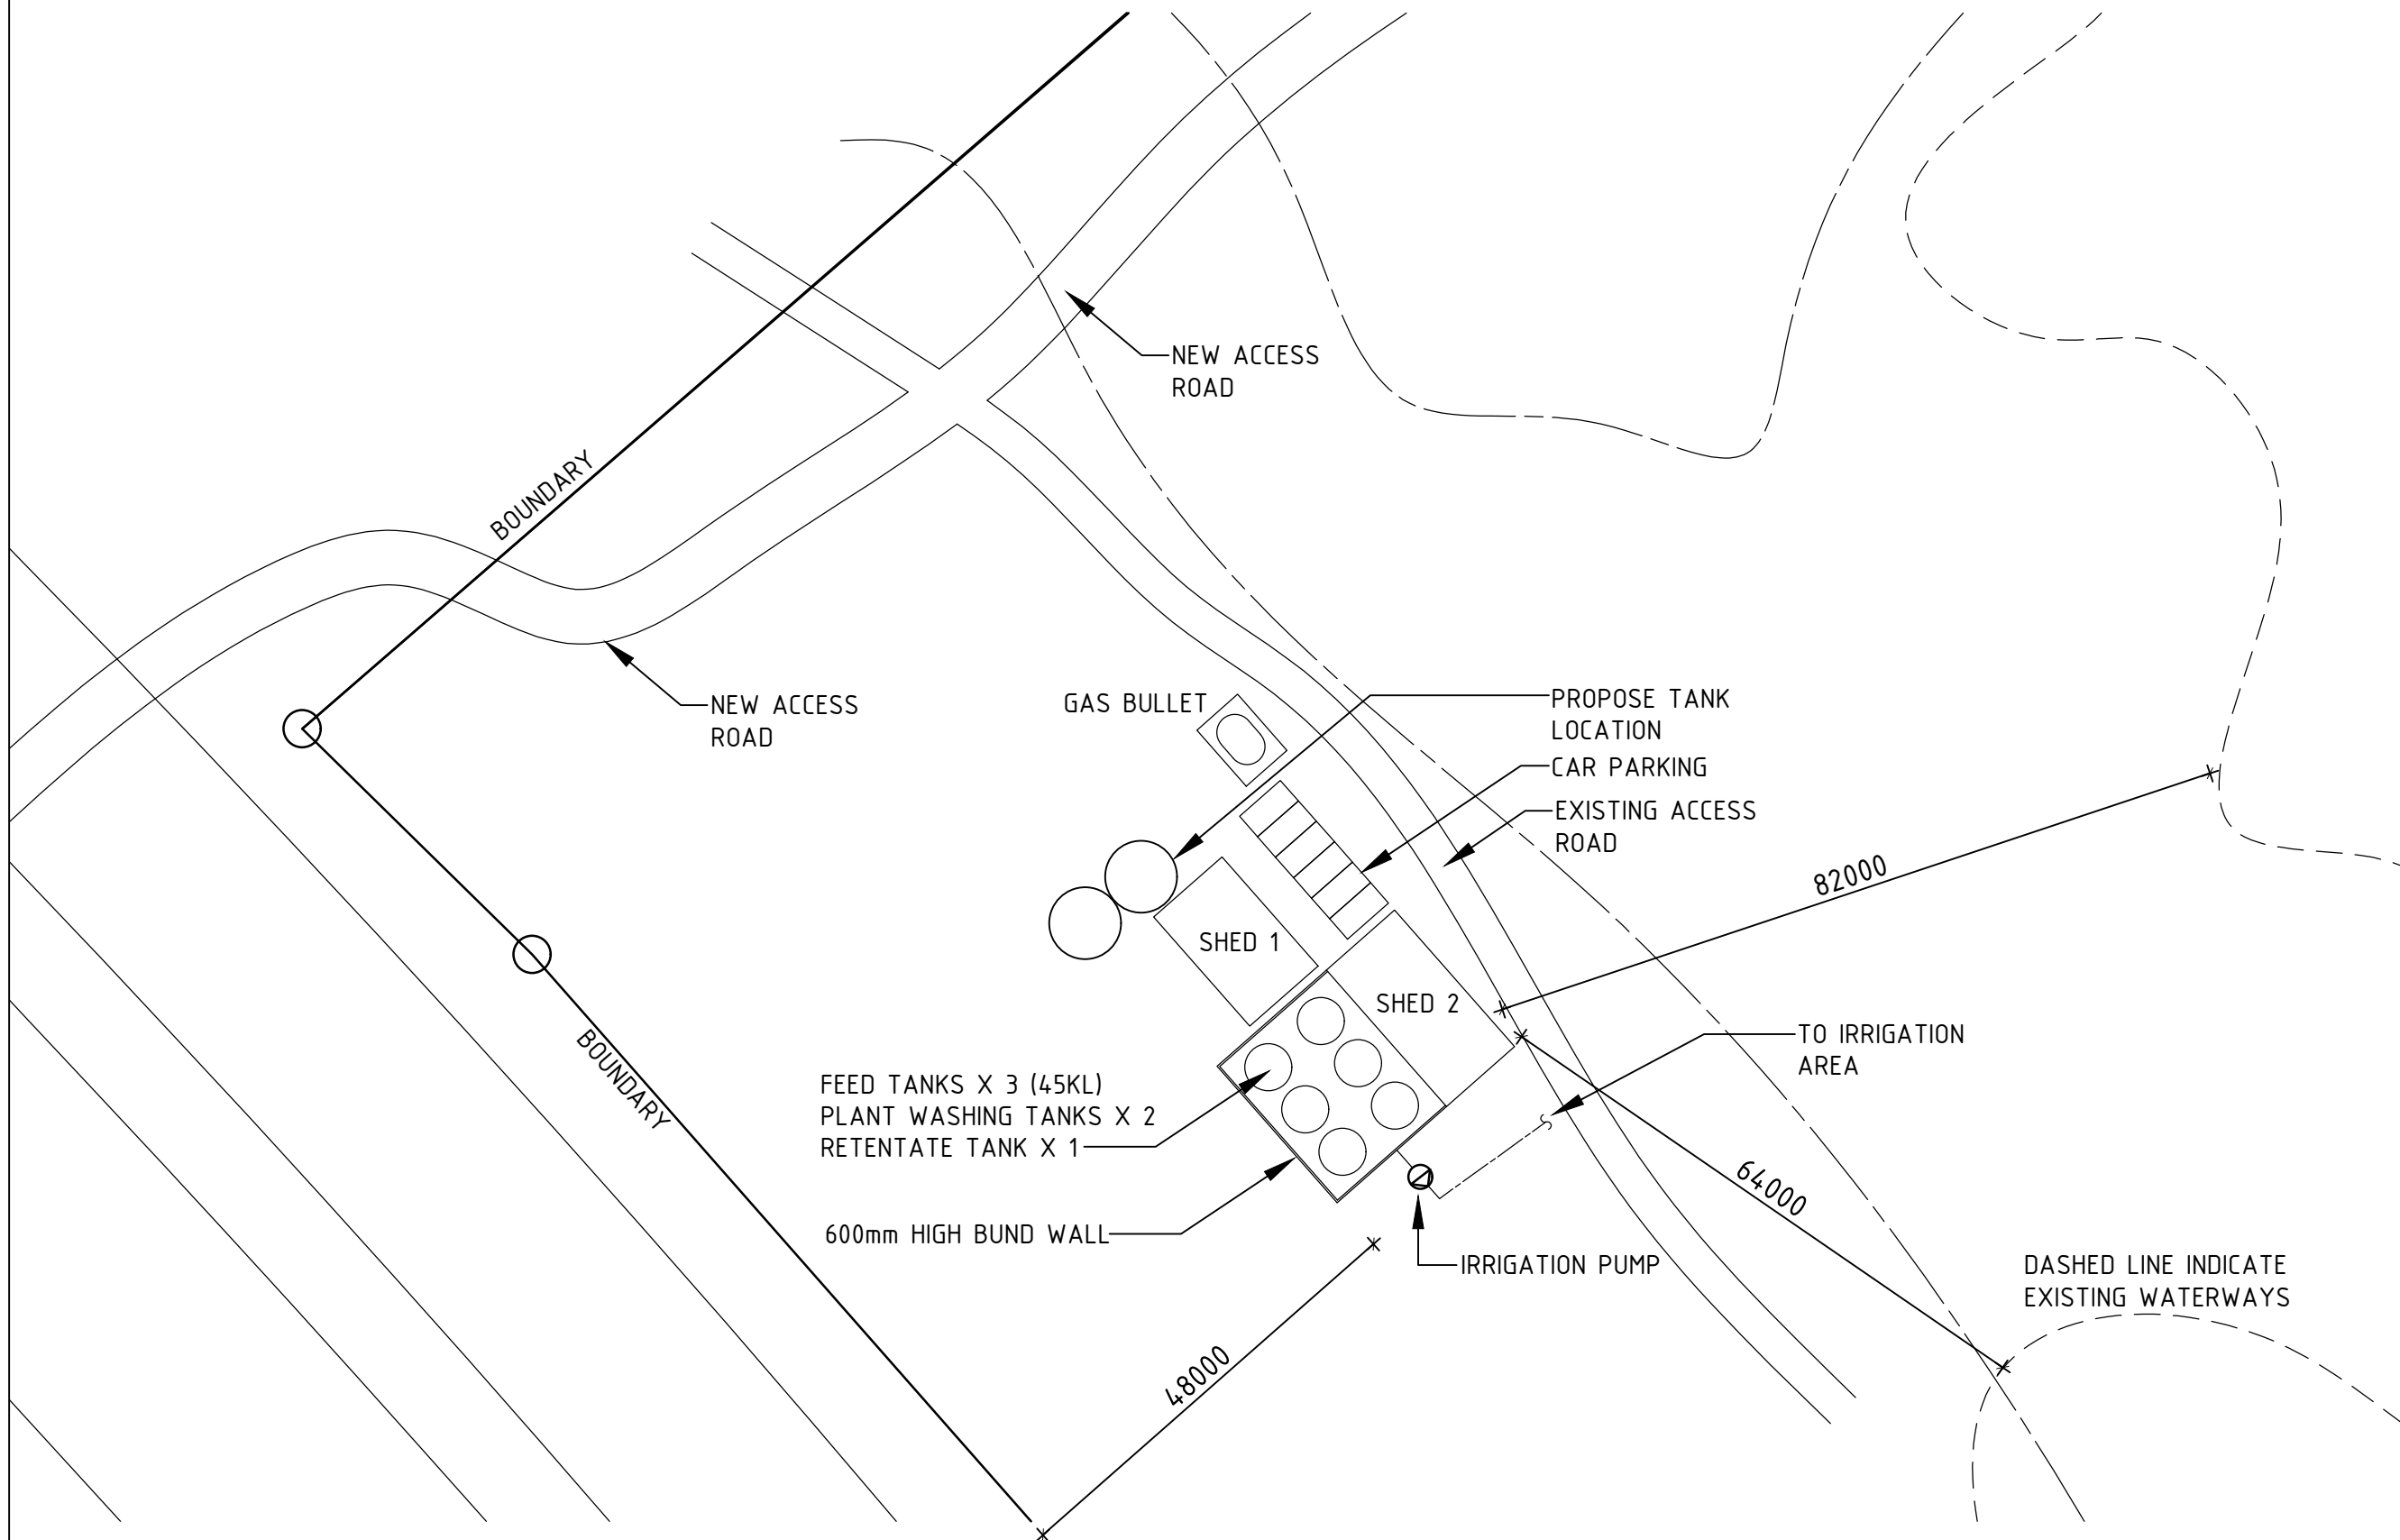 NEW ACCESS
ROAD
BOUNDARY
NEW ACCESS
ROAD
GAS BULLET
PROPOSE TANK
LOCATION
CAR PARKING
EXISTING ACCESS
ROAD
82000
SHED 1
SHED 2
TO IRRIGATION
AREA
BOUNDARY
FEED TANKS X 3 (45KL)
PLANT WASHING TANKS X 2
RETENTATE TANK X 1
64000
600mm HIGH BUND WALL
IRRIGATION PUMP
DASHED LINE INDICATE
EXISTING WATERWAYS
48000